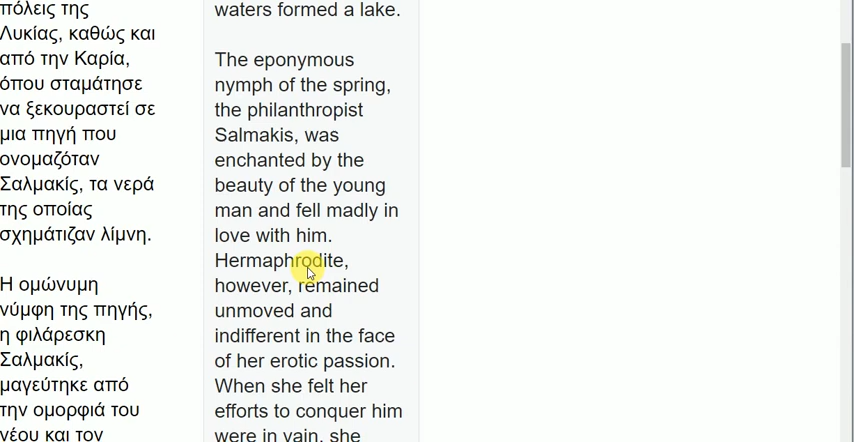 πόλεις της
Λυκίας, καθώς και
από την Καρία,
όπου σταμάτησε
να ξεκουραστεί σε
μια πηγή που
ονομαζόταν
Σαλμακίς, τα νερά
της οποίας
σχημάτιζαν λίμνη.
Η ομώνυμη
νύμφη της πηγής,
η φιλάρεσκη
Σαλμακίς,
μαγεύτηκε από
την ομορφιά του
νέου και τον
waters formed a lake.
The eponymous
nymph of the spring,
the philanthropist
Salmakis, was
enchanted by the
beauty of the young
man and fell madly in
love with him.
Hermaphrodite,
however, remained
unmoved and
indifferent in the face
of her erotic passion.
When she felt her
efforts to conquer him
were in vain, she